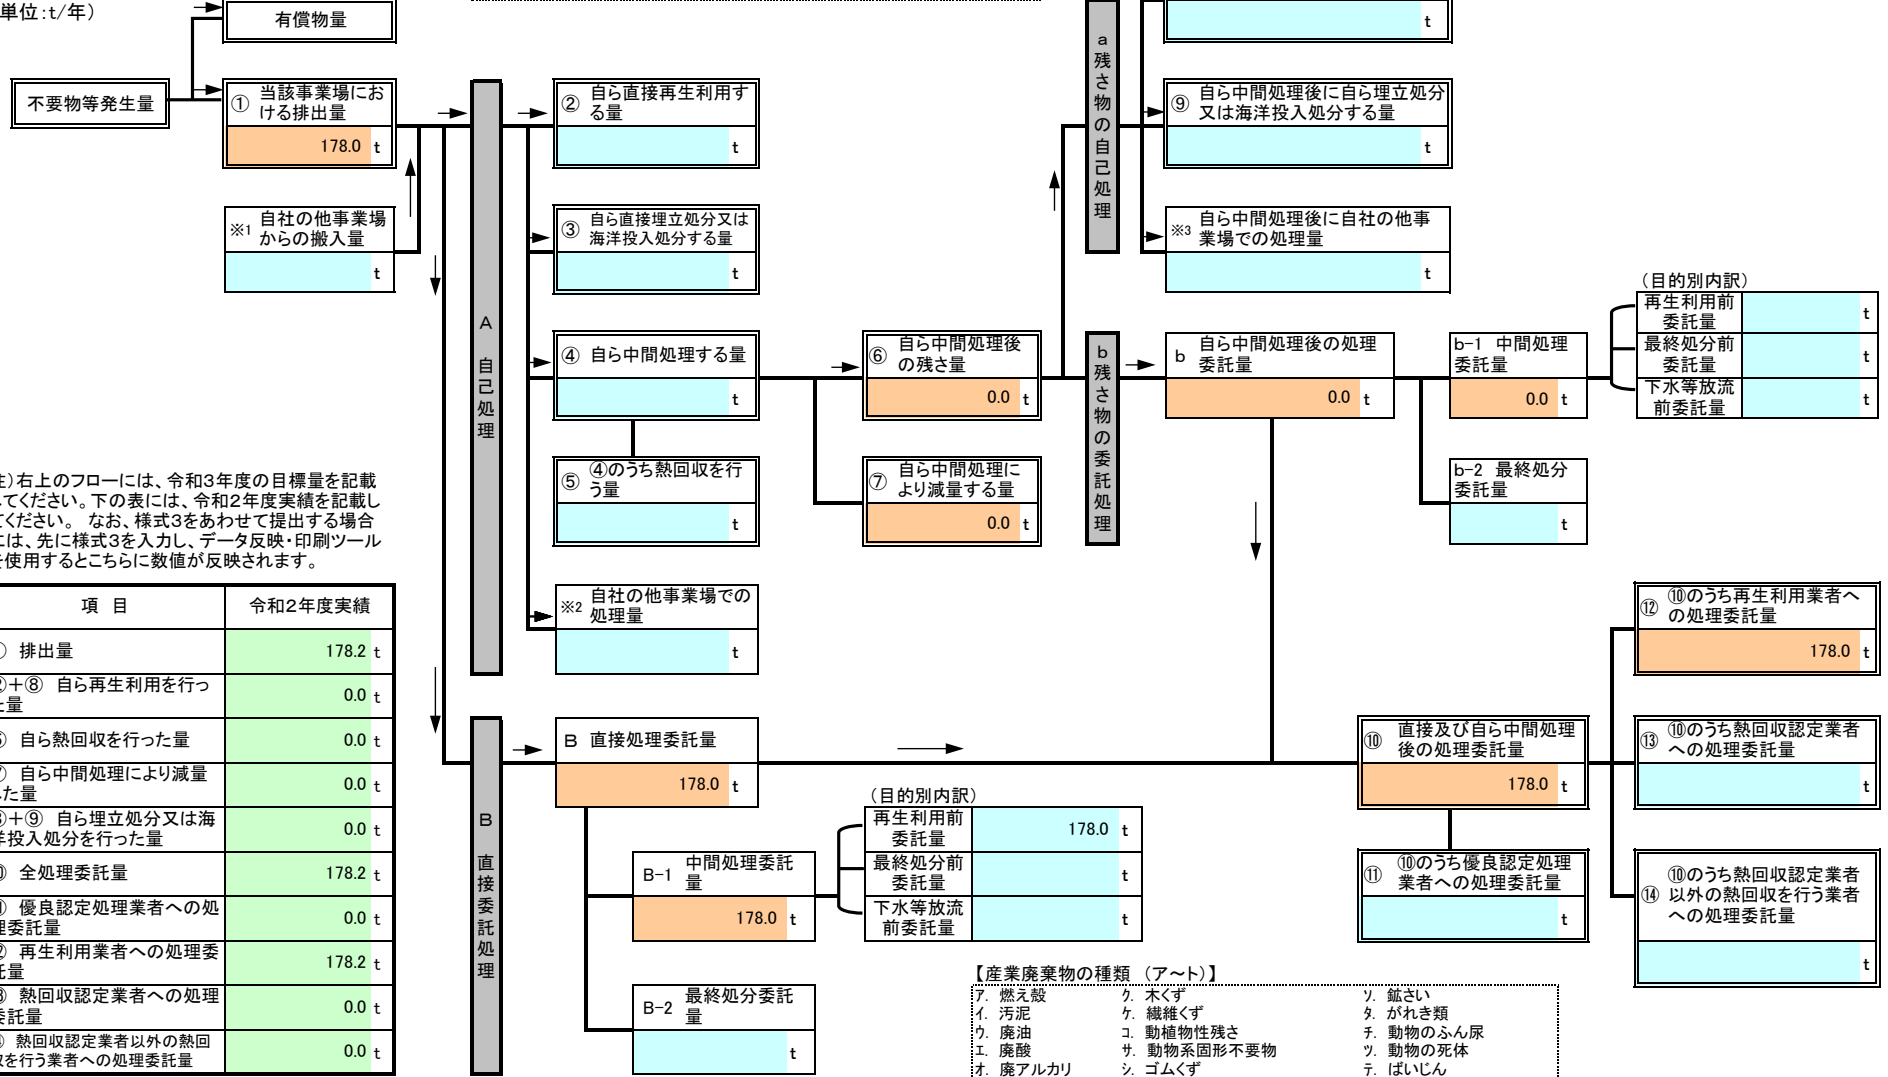 単位：t/年）
有償物量
t
不要物等発生量
① 当該事業場にお
ける排出量
178.0 t
② 自ら直接再生利用す
る量
t
a
残
さ
物
の
自
己
処
理
⑨ 自ら中間処理後に自ら埋立処分
又は海洋投入処分する量
t
※1 自社の他事業場
からの搬入量
t
③ 自ら直接埋立処分又は
海洋投入処分する量
t
※3 自ら中間処理後に自社の他事
業場での処理量
t
A
自
己
処
理
④ 自ら中間処理する量
t
⑥ 自ら中間処理後
の残さ量
0.0 t
b
残
さ
物
の
委
託
処
理
b 自ら中間処理後の処理
委託量
0.0 t
b-1 中間処理
委託量
0.0 t
（目的別内訳）
再生利用前
委託量
t
最終処分前
委託量
t
下水等放流
前委託量
t
⑤ ④のうち熱回収を行
う量
t
⑦ 自ら中間処理に
より減量する量
0.0 t
b-2 最終処分
委託量
t
）右上のフローには、令和３年度の目標量を記載
してください。下の表には、令和２年度実績を記載し
てください。 なお、様式３をあわせて提出する場合
には、先に様式３を入力し、データ反映・印刷ツール
を使用するとこちらに数値が反映されます。
※2 自社の他事業場での
処理量
t
項 目 令和２年度実績
排出量 178.2 t
＋⑧ 自ら再生利用を行っ
た量 0.0 t
自ら熱回収を行った量 0.0 t
自ら中間処理により減量
した量 0.0 t
＋⑨ 自ら埋立処分又は海
洋投入処分を行った量 0.0 t
全処理委託量 178.2 t
優良認定処理業者への処
理委託量 0.0 t
再生利用業者への処理委
託量 178.2 t
熱回収認定業者への処理
委託量 0.0 t
熱回収認定業者以外の熱回
収を行う業者への処理委託量 0.0 t
B
直
接
委
託
処
理
B 直接処理委託量
178.0 t
B-1 中間処理委託
量
178.0 t
（目的別内訳）
再生利用前
委託量
178.0 t
最終処分前
委託量
t
下水等放流
前委託量
t
B-2 最終処分委託
量
t
⑩ 直接及び自ら中間処理
後の処理委託量
178.0 t
⑪ ⑩のうち優良認定処理
業者への処理委託量
t
⑫ ⑩のうち再生利用業者へ
の処理委託量
178.0 t
⑬ ⑩のうち熱回収認定業者
への処理委託量
t
⑭ ⑩のうち熱回収認定業者
以外の熱回収を行う業者
への処理委託量
t
【産業廃棄物の種類 （ア～ト）】
ア. 燃え殻 ク. 木くず ソ. 鉱さい
イ. 汚泥 ケ. 繊維くず タ. がれき類
ウ. 廃油 コ. 動植物性残さ チ. 動物のふん尿
エ. 廃酸 サ. 動物系固形不要物 ツ. 動物の死体
オ. 廃アルカリ シ. ゴムくず テ. ばいじん